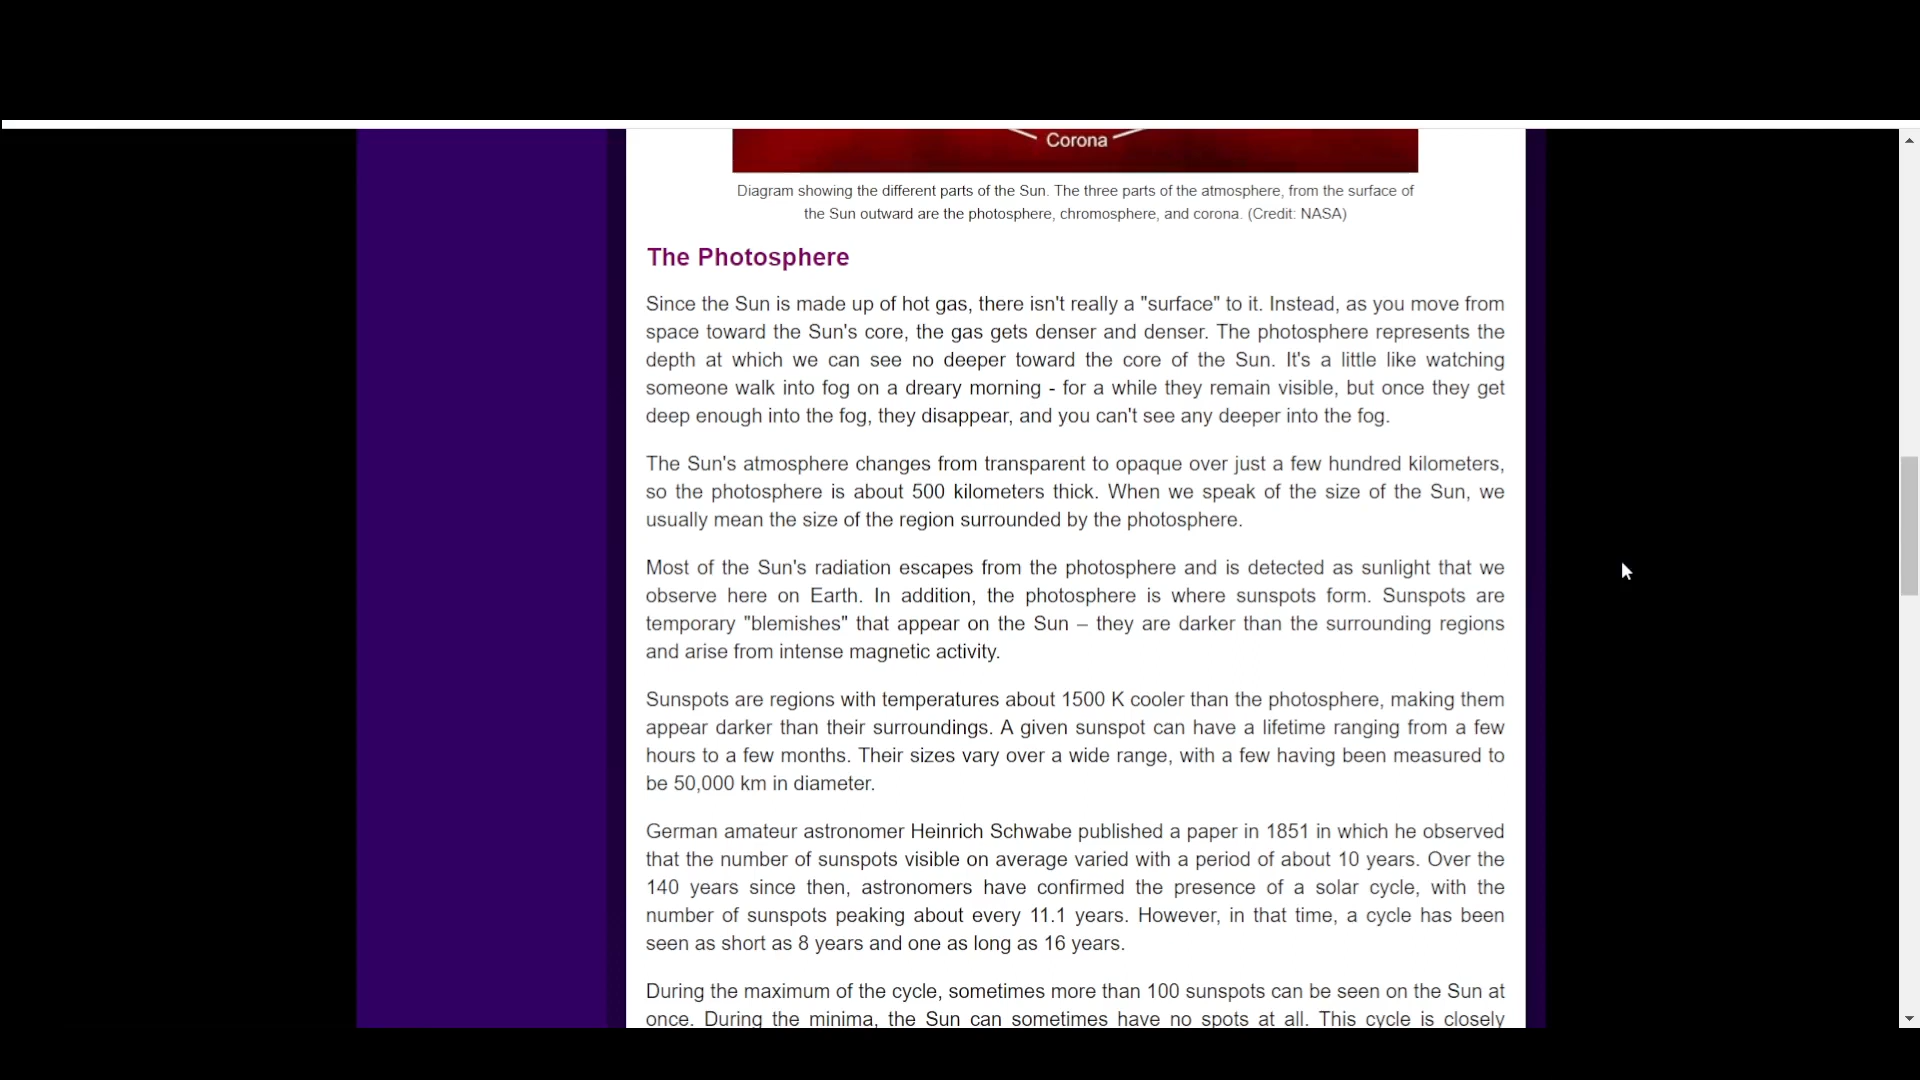 Corona
Diagram showing the different parts of the Sun. The three parts of the atmosphere, from the surface of
the Sun outward are the photosphere, chromosphere, and corona. (Credit: NASA)
The Photosphere
Since the Sun is made up of hot gas, there isn't really a "surface" to it. Instead, as you move from
space toward the Sun's core, the gas gets denser and denser. The photosphere represents the
depth at which we can see no deeper toward the core of the Sun. It's a little like watching
someone walk into fog on a dreary morning - for a while they remain visible, but once they get
deep enough into the fog, they disappear, and you can't see any deeper into the fog.
The Sun's atmosphere changes from transparent to opaque over just a few hundred kilometers,
so the photosphere is about 500 kilometers thick. When we speak of the size of the Sun, we
usually mean the size of the region surrounded by the photosphere.
Most of the Sun's radiation escapes from the photosphere and is detected as sunlight that we
observe here on Earth. In addition, the photosphere is where sunspots form. Sunspots are
temporary "blemishes" that appear on the Sun – they are darker than the surrounding regions
and arise from intense magnetic activity.
Sunspots are regions with temperatures about 1500 K cooler than the photosphere, making them
appear darker than their surroundings. A given sunspot can have a lifetime ranging from a few
hours to a few months. Their sizes vary over a wide range, with a few having been measured to
be 50,000 km in diameter.
German amateur astronomer Heinrich Schwabe published a paper in 1851 in which he observed
that the number of sunspots visible on average varied with a period of about 10 years. Over the
140 years since then, astronomers have confirmed the presence of a solar cycle, with the
number of sunspots peaking about every 11.1 years. However, in that time, a cycle has been
seen as short as 8 years and one as long as 16 years.
During the maximum of the cycle, sometimes more than 100 sunspots can be seen on the Sun at
once. During the minima, the Sun can sometimes have no spots at all. This cycle is closely